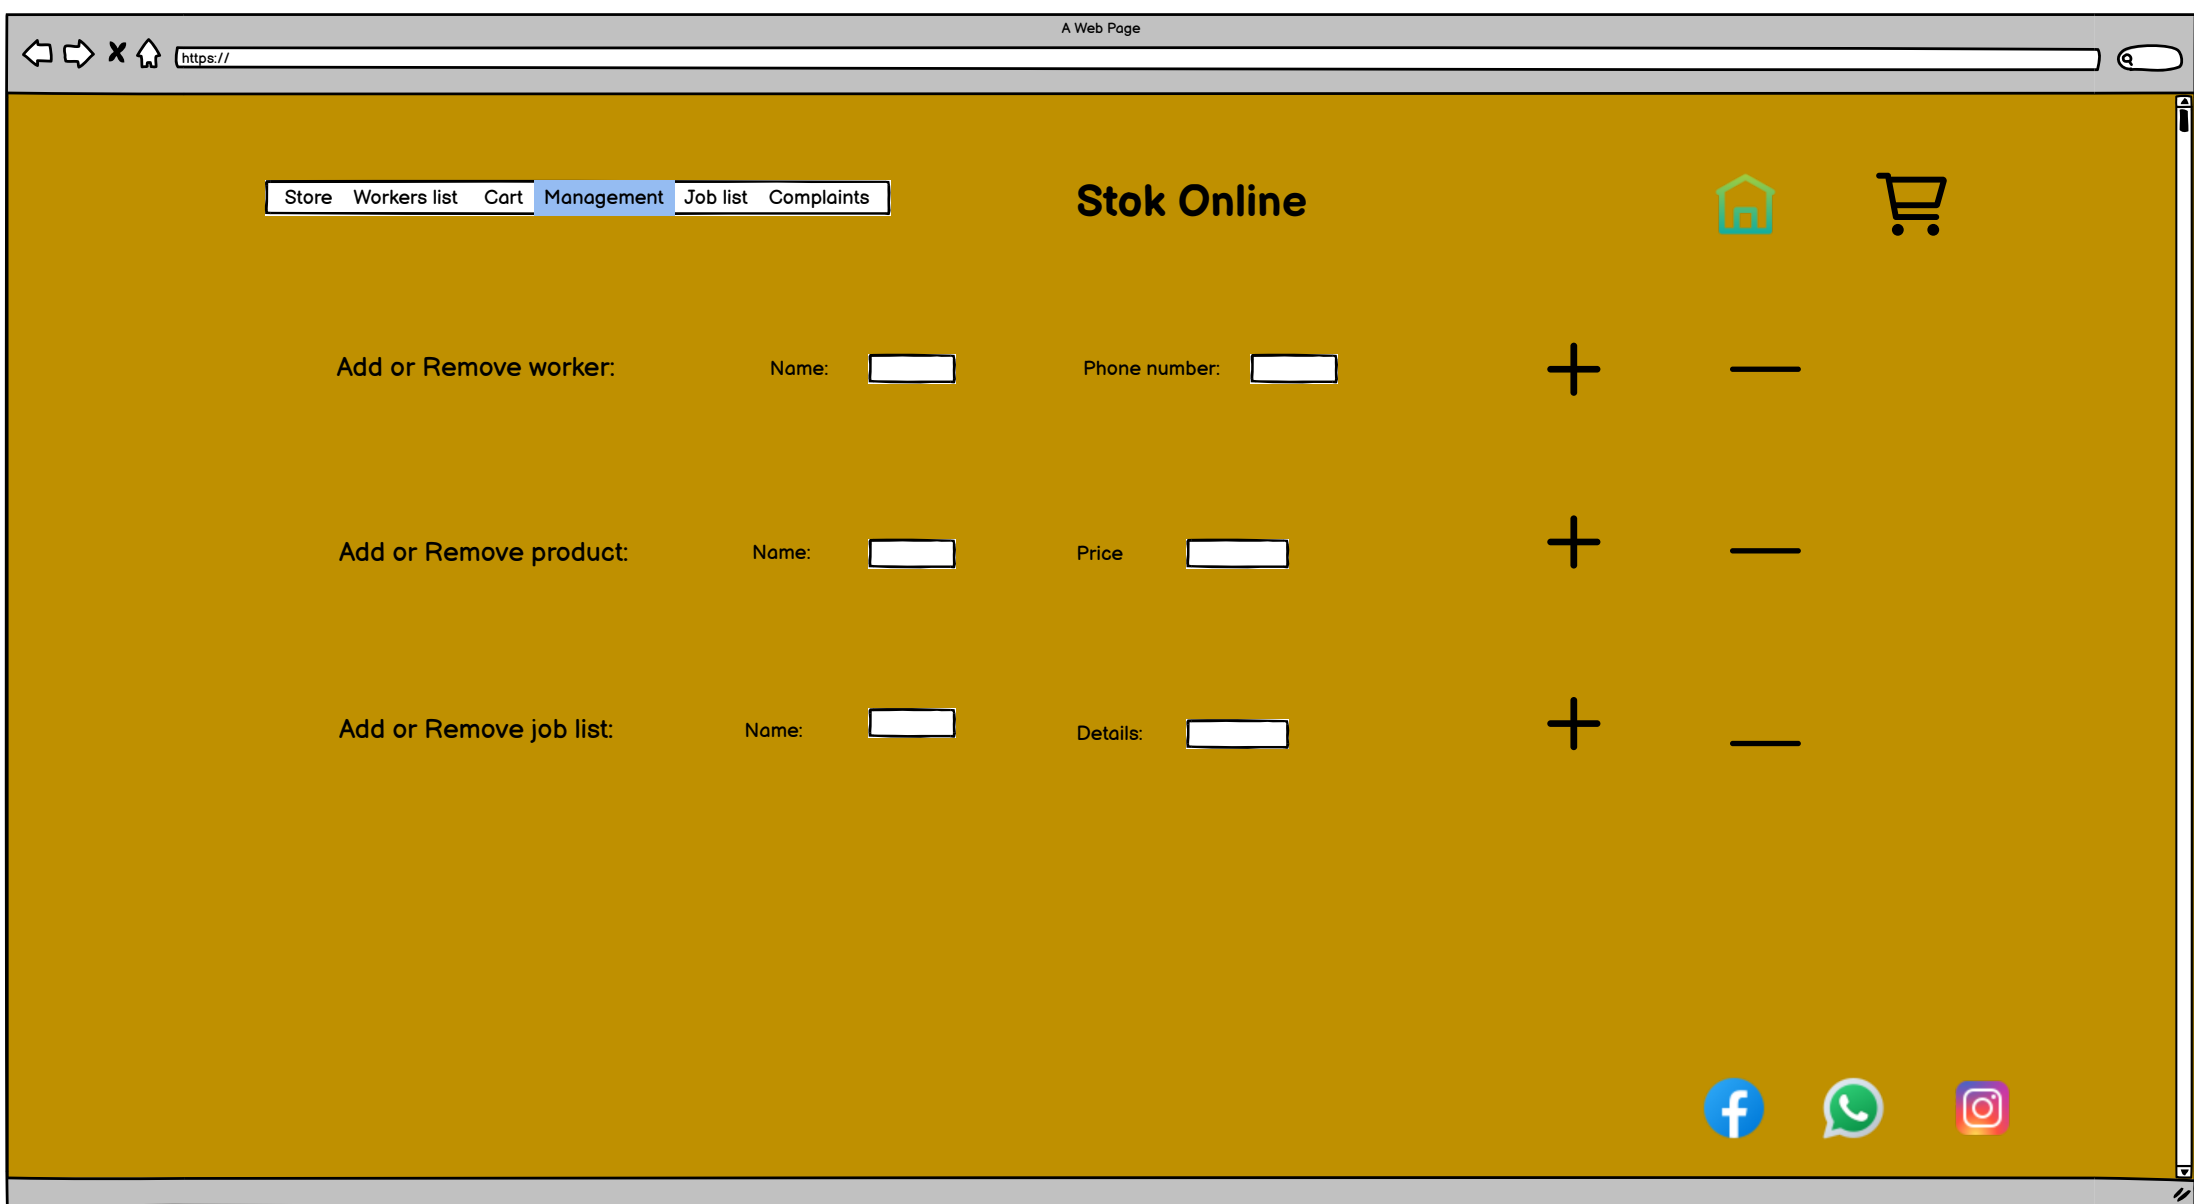 A Web Page
https://
Store Workers list Cart Management Job list Complaints
Stok Online
Add or Remove worker: Name: Phone number:
Add or Remove product: Name: Price
Add or Remove job list: Name: Details: